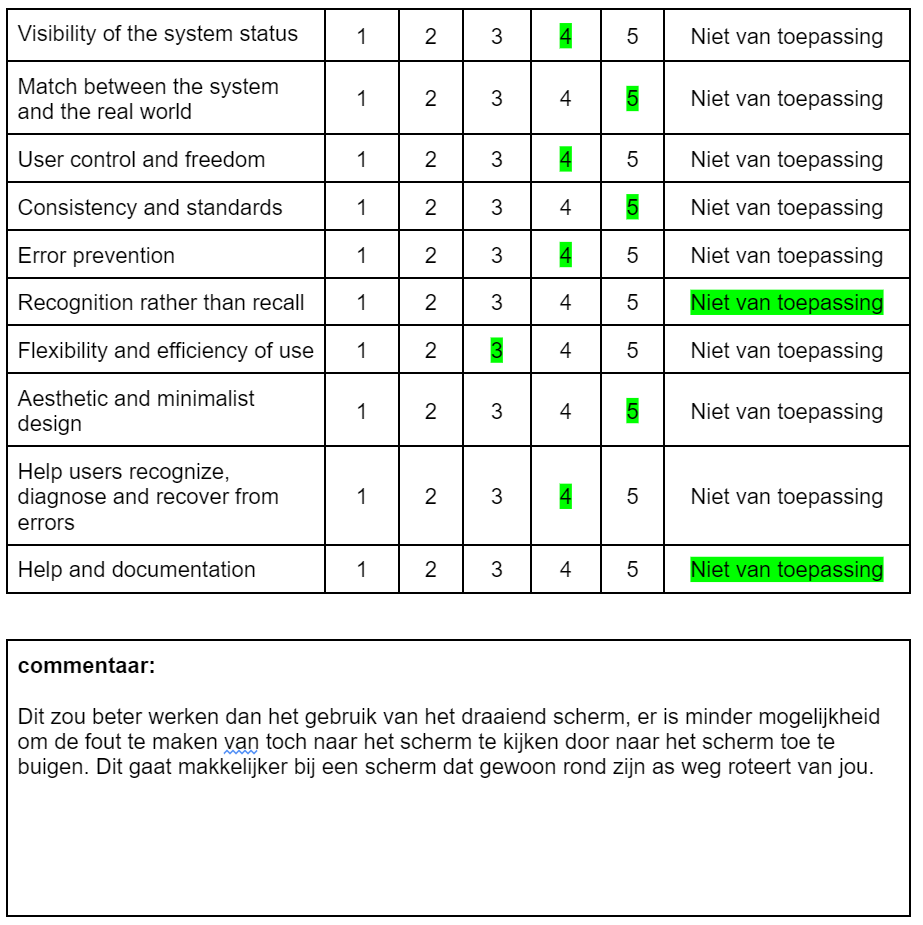 Visibility of the system status 1 2 3 4 5 Niet van toepassing
Match between the system
and the real world 1 2 3 4 5 Niet van toepassing
User control and freedom 1 2 3 4 5 Niet van toepassing
Consistency and standards 1 2 3 4 5 Niet van toepassing
Error prevention 1 2 3 4 5 Niet van toepassing
Recognition rather than recall 1 2 3 4 5 Niet van toepassing
Flexibility and efficiency of use 1 2 3 4 5 Niet van toepassing
Aesthetic and minimalist
design 1 2 3 4 5 Niet van toepassing
Help users recognize,
diagnose and recover from
errors 1 2 3 4 5 Niet van toepassing
Help and documentation 1 2 3 4 5 Niet van toepassing
commentaar:
Dit zou beter werken dan het gebruik van het draaiend scherm, er is minder mogelijkheid
om de fout te maken van toch naar het scherm te kijken door naar het scherm toe te
buigen. Dit gaat makkelijker bij een scherm dat gewoon rond zijn as weg roteert van jou.